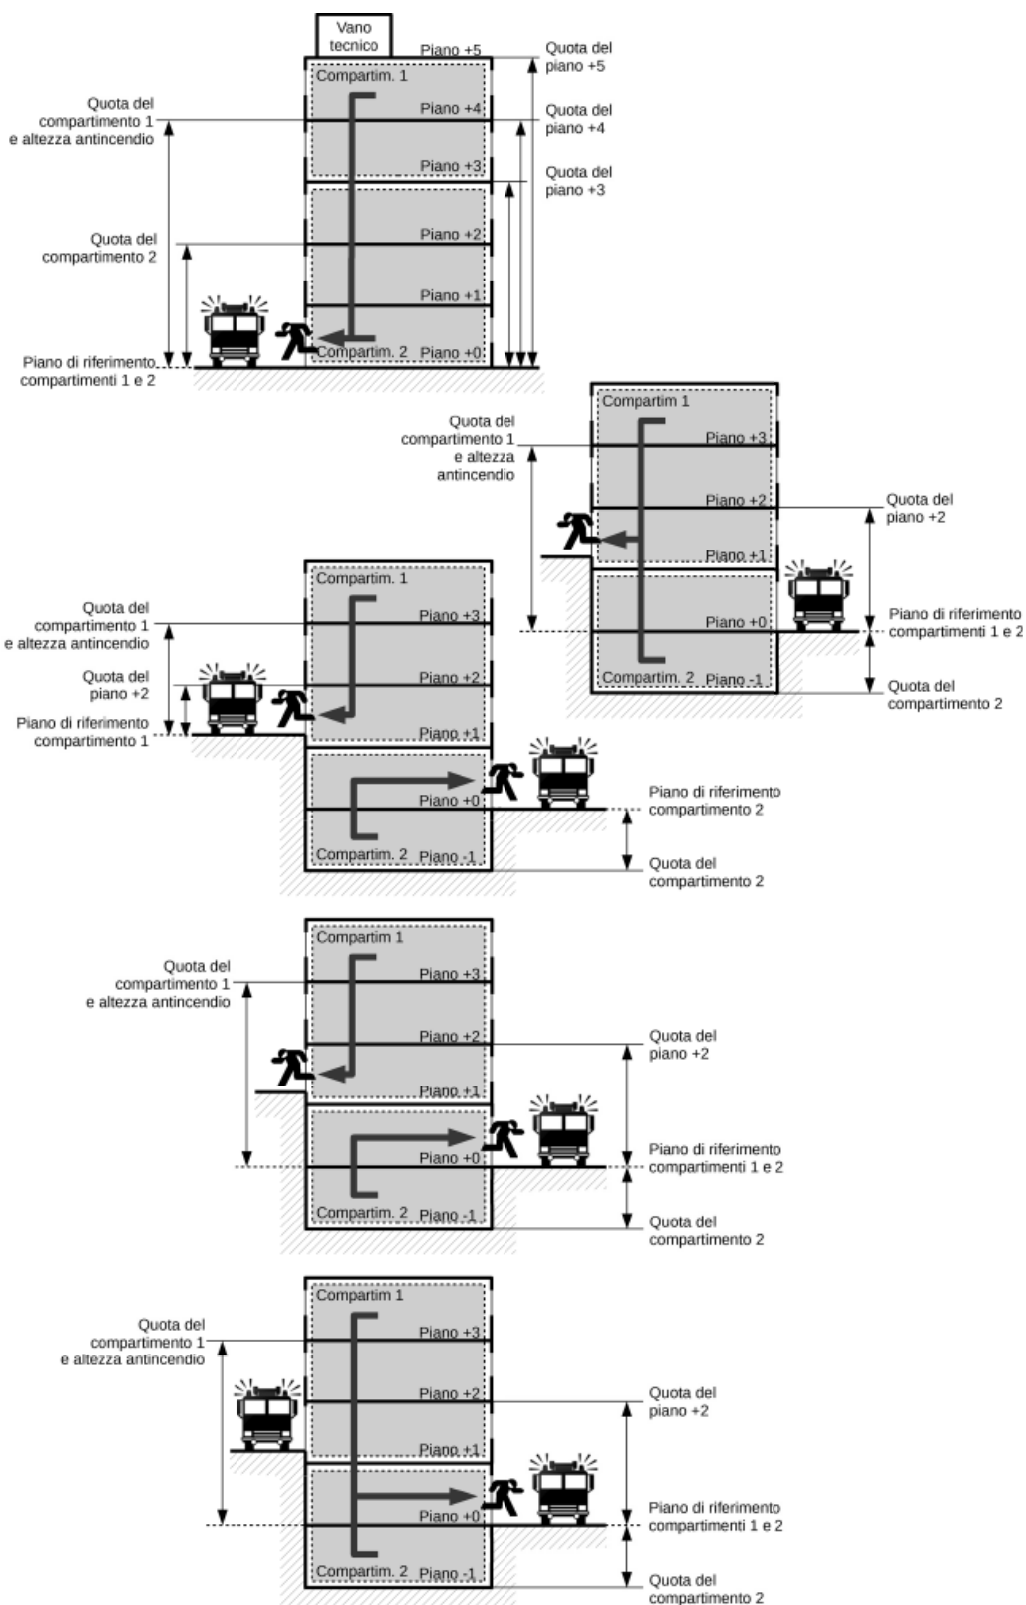 Vano
tecnico
Piano +5
Quota del
piano +5
Compartim. 1
Quota del
compartimento 1
e altezza antincendio
Piano +4
Quota del
piano +4
Piano +3
Quota del
piano +3
Quota del
compartimento 2
Piano +2
Piano +1
Compartim. 2
Piano +0
Piano di riferimento
compartimenti 1 e 2
Compartim 1
Quota del
compartimento 1
e altezza
antincendio
Piano +3
Piano +2
Quota del
piano +2
Piano +1
Piano +0
Piano di riferimento
compartimenti 1 e 2
Compartim. 2
Piano -1
Quota del
compartimento 2
Compartim. 1
Quota del
compartimento 1
e altezza antincendio
Piano +3
Quota del
piano +2
Piano +2
Piano di riferimento
compartimento 1
Piano +1
Piano +0
Piano di riferimento
compartimento 2
Compartim. 2
Piano -1
Quota del
compartimento 2
Compartim 1
Quota del
compartimento 1
e altezza antincendio
Piano +3
Piano +2
Quota del
piano +2
Piano +1
Piano +0
Piano di riferimento
compartimenti 1 e 2
Compartim. 2
Piano -1
Quota del
compartimento 2
Compartim 1
Quota del
compartimento 1
e altezza antincendio
Piano +3
Piano +2
Quota del
piano +2
Piano +1
Piano +0
Piano di riferimento
compartimenti 1 e 2
Compartim. 2
Piano -1
Quota del
compartimento 2